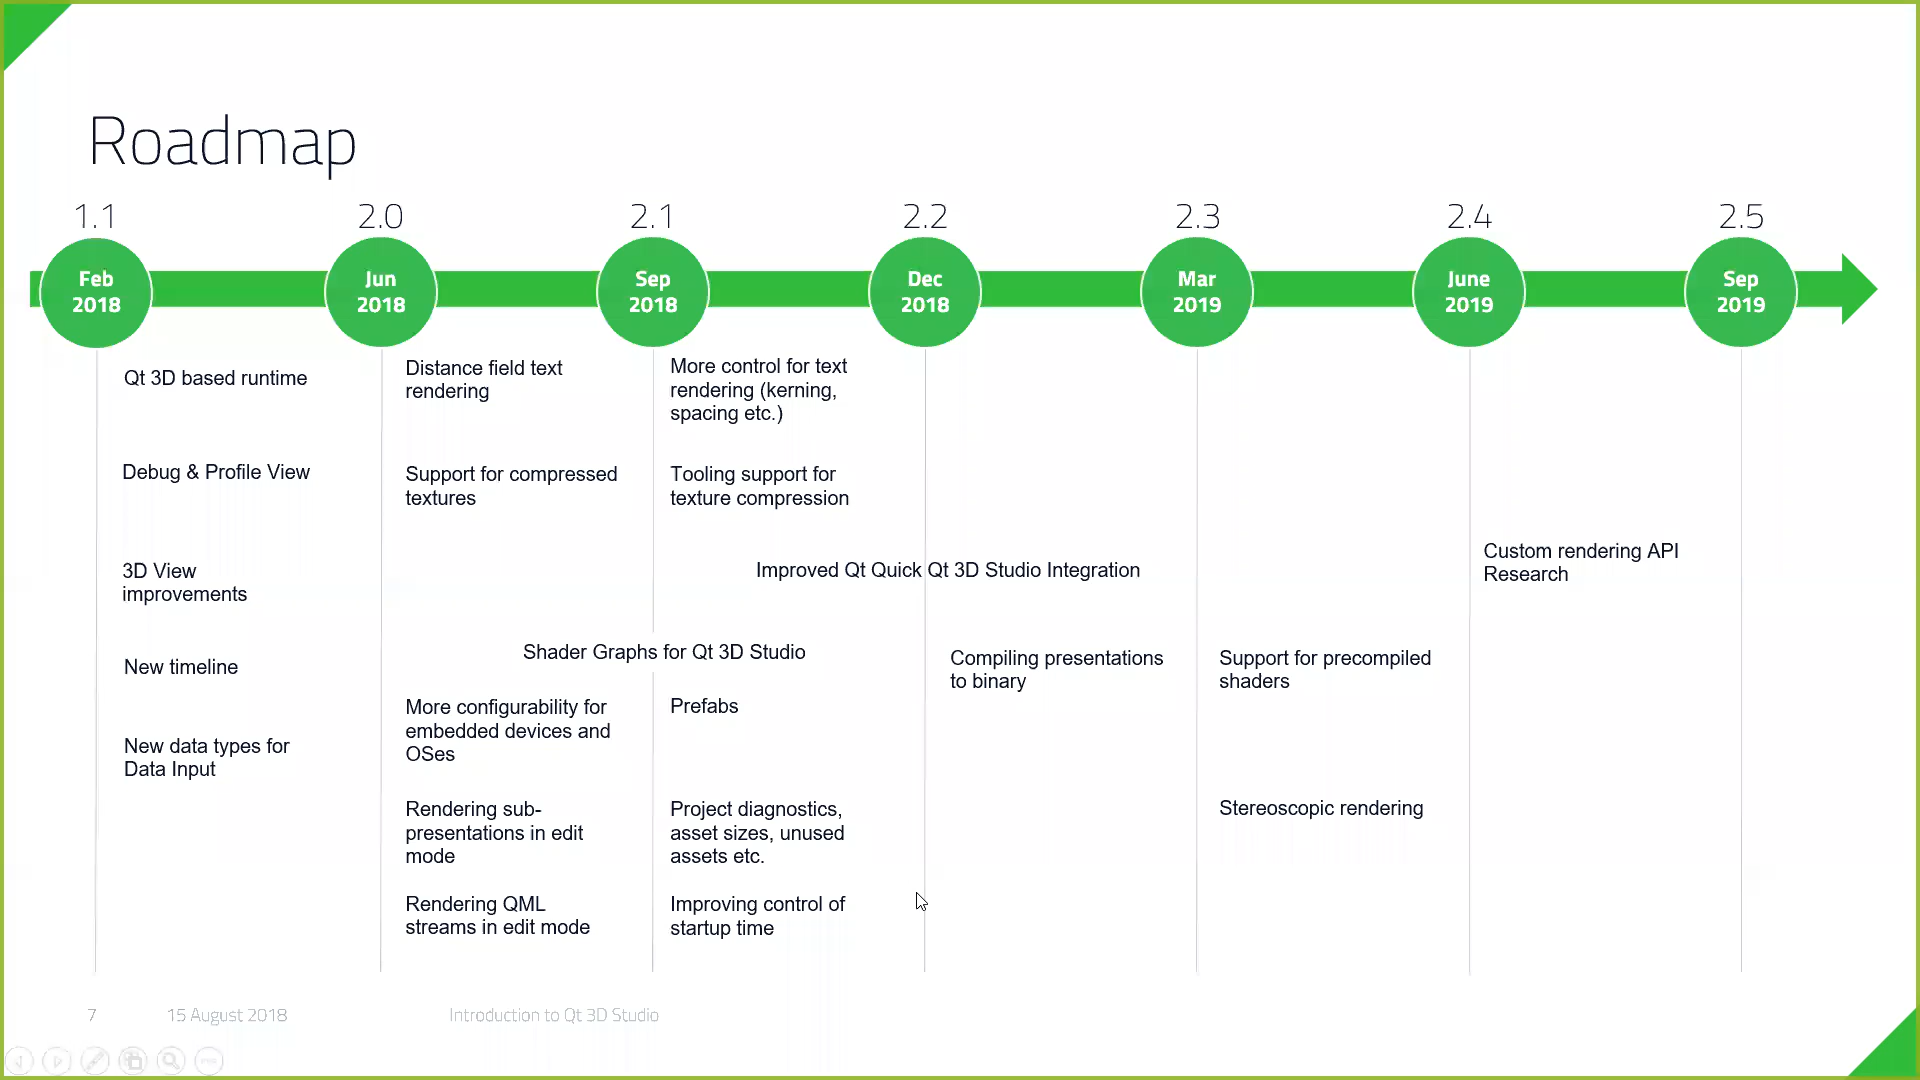 Roadmap
1.1
2.0
2.1
2.2
2.3
2.4
2.5
Feb
2018
Jun
2018
Sep
2018
Dec
2018
Mar
2019
June
2019
Sep
2019
Qt 3D based runtime
Debug & Profile View
3D View
improvements
New timeline
New data types for
Data Input
Distance field text
rendering
Support for compressed
textures
Shader Graphs for Qt 3D Studio
More configurability for
embedded devices and
OSes
Rendering sub-
presentations in edit
mode
Rendering QML
streams in edit mode
More control for text
rendering (kerning,
spacing etc.)
Tooling support for
texture compression
Improved Qt Quick Qt 3D Studio Integration
Prefabs
Project diagnostics,
asset sizes, unused
assets etc.
Improving control of
startup time
Compiling presentations
to binary
Support for precompiled
shaders
Stereoscopic rendering
Custom rendering API
Research
7
15 August 2018
Introduction to Qt 3D Studio